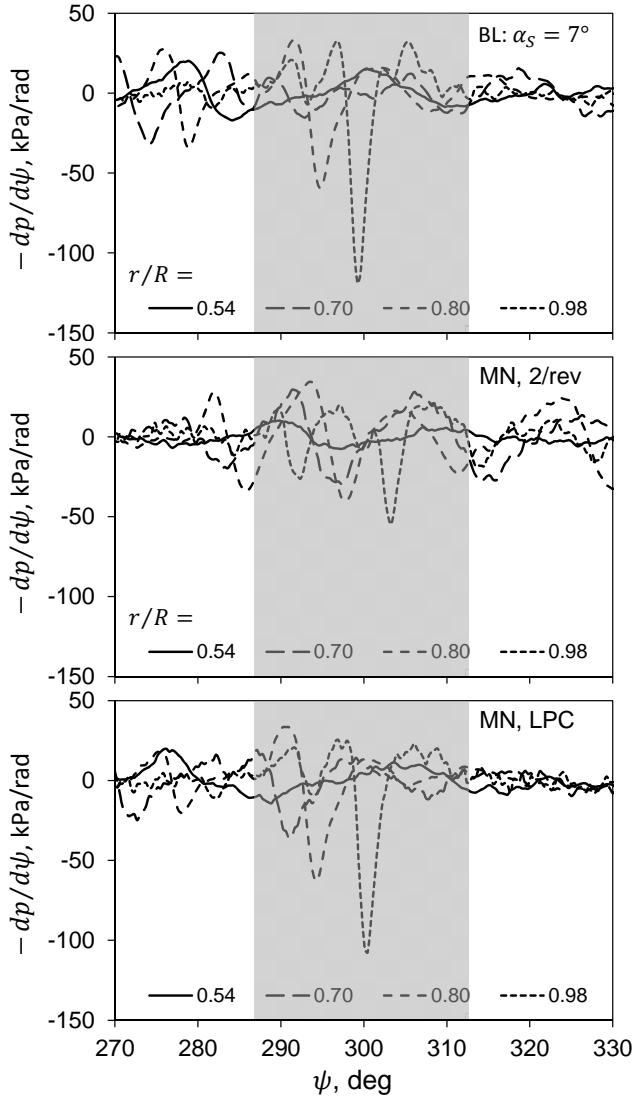 50
BL: α_S = 7°
0
-50
-100
-150
− dp/dψ, kPa/rad
r/R =
0.54 0.70 0.80 0.98
50
MN, 2/rev
0
-50
-100
-150
− dp/dψ, kPa/rad
r/R =
0.54 0.70 0.80 0.98
50
MN, LPC
0
-50
-100
-150
− dp/dψ, kPa/rad
0.54 0.70 0.80 0.98
270 280 290 300 310 320 330
ψ, deg